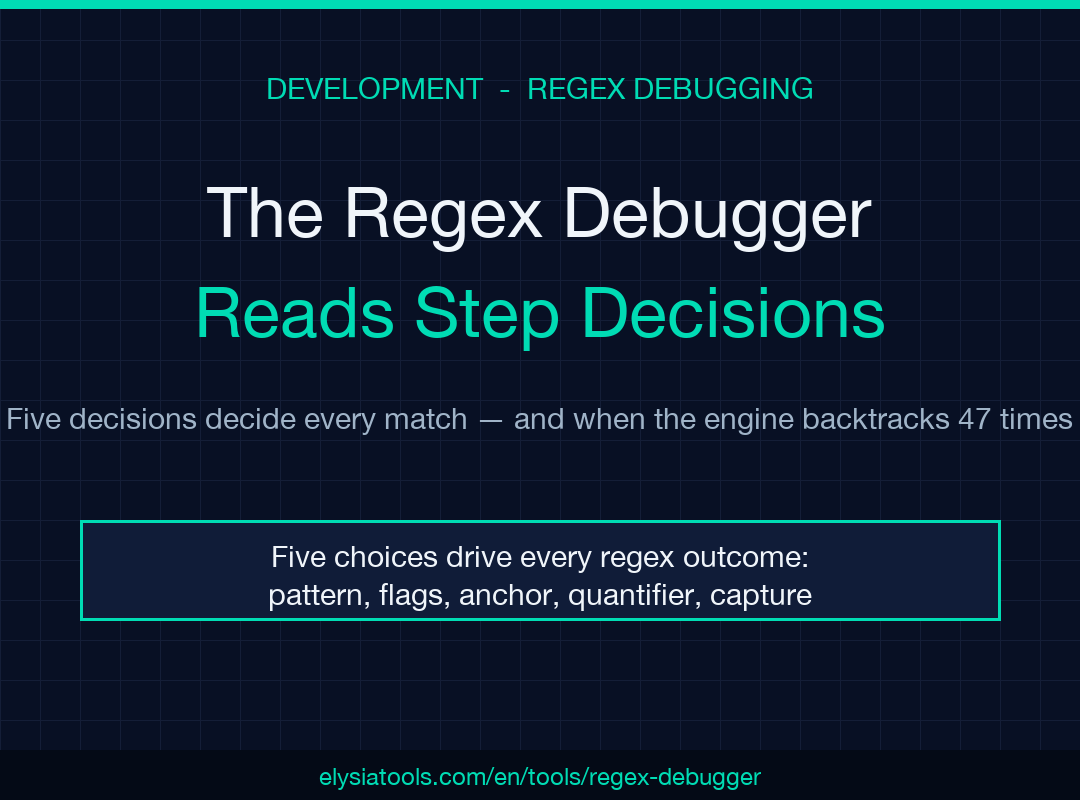 DEVELOPMENT - REGEX DEBUGGING
The Regex Debugger
Reads Step Decisions
Five decisions decide every match — and when the engine backtracks 47 times
Five choices drive every regex outcome:
pattern, flags, anchor, quantifier, capture
elysiatools.com/en/tools/regex-debugger